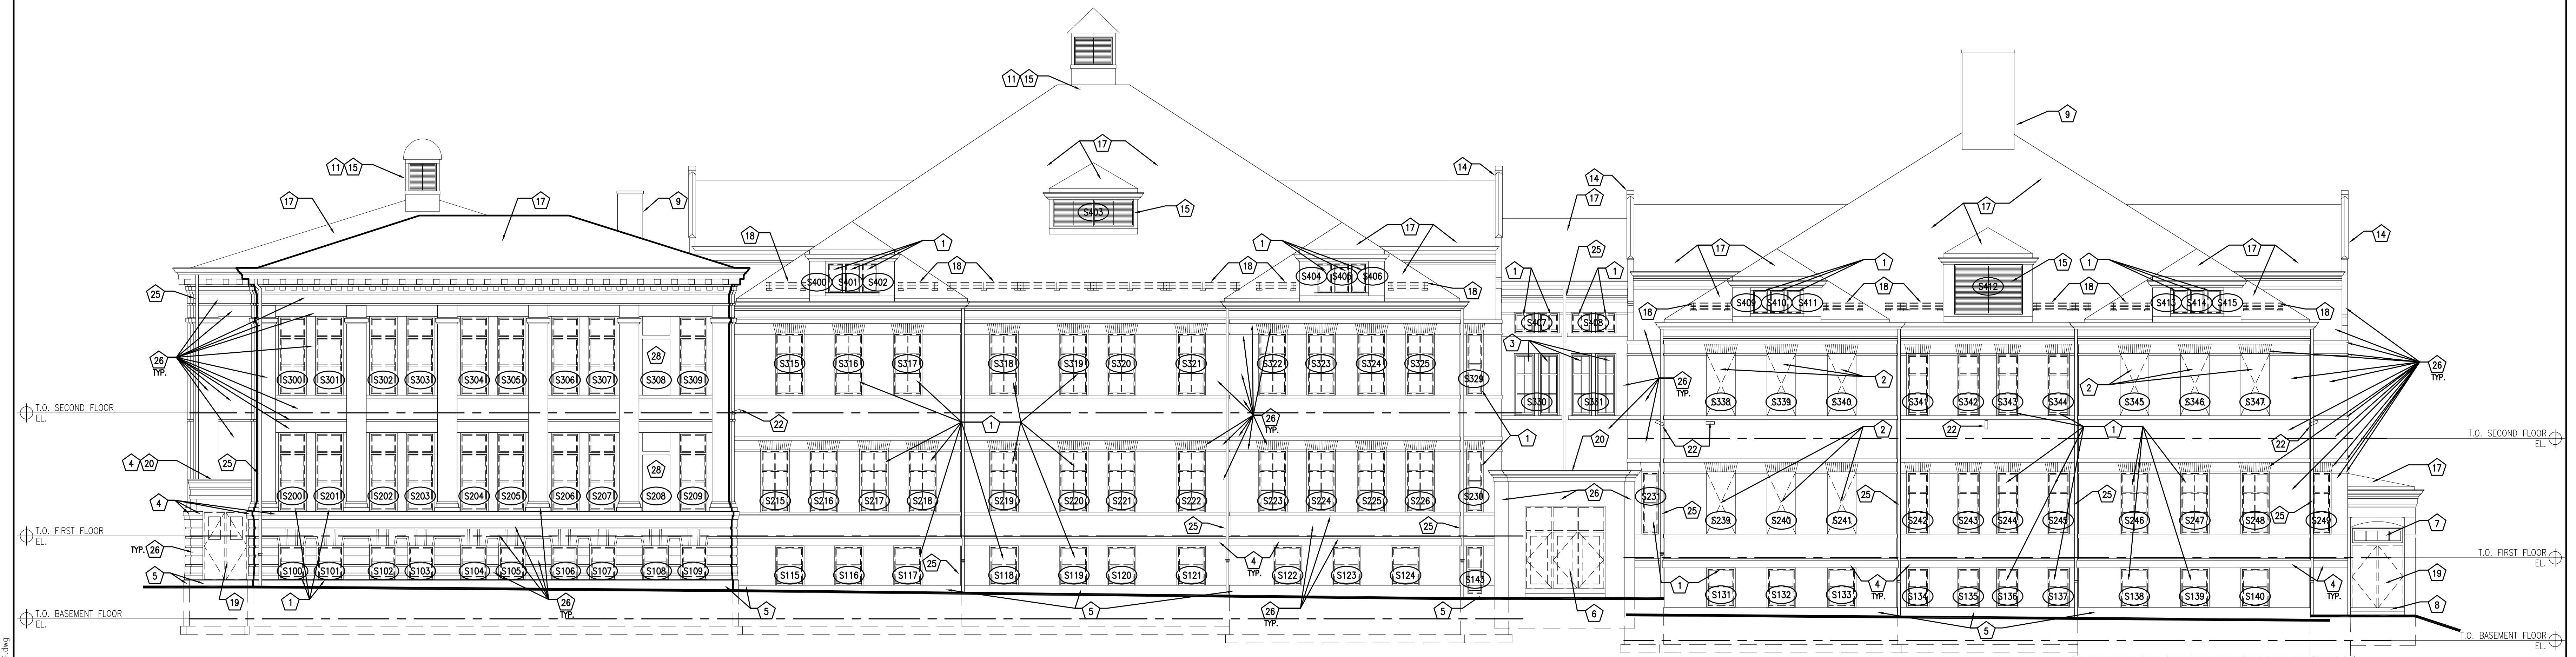 11 15
9
17
11 15
14
14
17
17
9
17
S403
15
17
17
14
18
1
1
17
25
17
1
15
1
17
S400 S401 S402
18
S404 S405 S406
18
18
1
1
S409 S410 S411
18
S412
18
S413 S414 S415
18
18
25
S407 S408
3
26
TYP.
28
S300 S301 S302 S303 S304 S305 S306 S307 S308 S309
S315 S316 S317 S318 S319 S320 S321 S322 S323 S324 S325
S329
S330 S331
26
TYP.
2
2
26
TYP.
S338 S339 S340 S341 S342 S343 S344 S345 S346 S347
T.O. SECOND FLOOR
EL.
22
1
26
TYP.
1
20
22
2
22
1
22
T.O. SECOND FLOOR
EL.
4 20
25
28
17
S200 S201 S202 S203 S204 S205 S206 S207 S208 S209
S215 S216 S217 S218 S219 S220 S221 S222 S223 S224 S225 S226 S230
26
S231
25
S239 S240 S241
25
S242 S243 S244 S245
25
S246 S247 S248 S249
25
4
T.O. FIRST FLOOR
EL.
TYP. 26
25
25
7
T.O. FIRST FLOOR
EL.
5
S100 S101 S102 S103 S104 S105 S106 S107 S108 S109
S115 S116 S117
25
S118 S119 S120 S121
4
TYP.
S122 S123 S124 S143
1
S131 S132 S133
4
TYP.
S134 S135 S136 S137 S138 S139 S140
4
TYP.
19
19
1
26
TYP.
5
5
26
TYP.
5
6
5
8
T.O. BASEMENT FLOOR
EL.
T.O. BASEMENT FLOOR
EL.